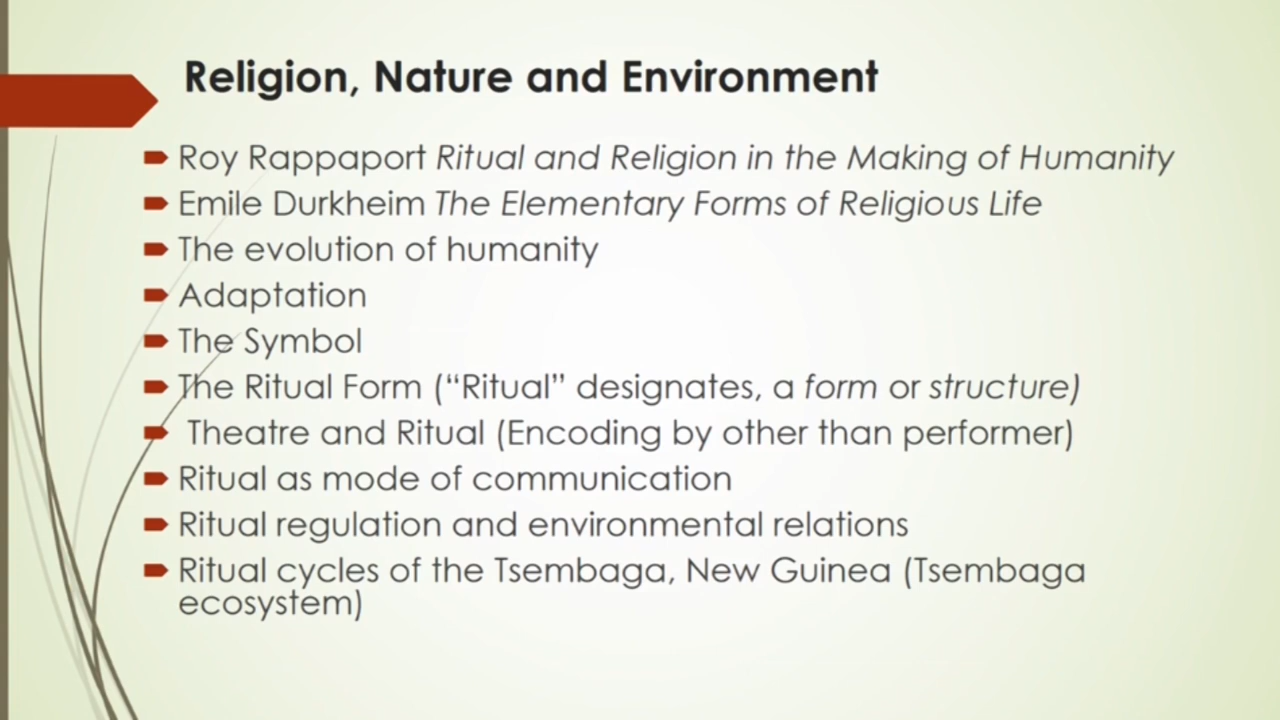 Religion, Nature and Environment
Roy Rappaport Ritual and Religion in the Making of Humanity
Emile Durkheim The Elementary Forms of Religious Life
The evolution of humanity
Adaptation
The Symbol
The Ritual Form (“Ritual” designates, a form or structure)
Theatre and Ritual (Encoding by other than performer)
Ritual as mode of communication
Ritual regulation and environmental relations
Ritual cycles of the Tsembaga, New Guinea (Tsembaga
ecosystem)